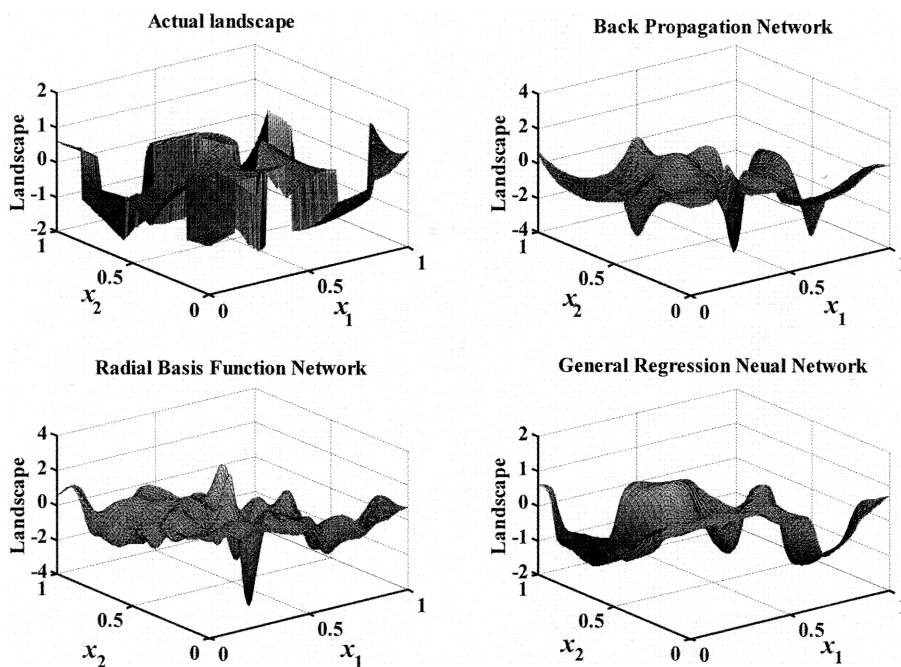 Actual landscape
Landscape
2
1
0
-1
-2
1
0.5
0
x2
0
0.5
1
x1
Back Propagation Network
Landscape
4
2
0
-2
-4
1
0.5
0
x2
0
0.5
1
x1
Radial Basis Function Network
Landscape
4
2
0
-2
-4
1
0.5
0
x2
0
0.5
1
x1
General Regression Neual Network
Landscape
2
1
0
-1
-2
1
0.5
0
x2
0
0.5
x1